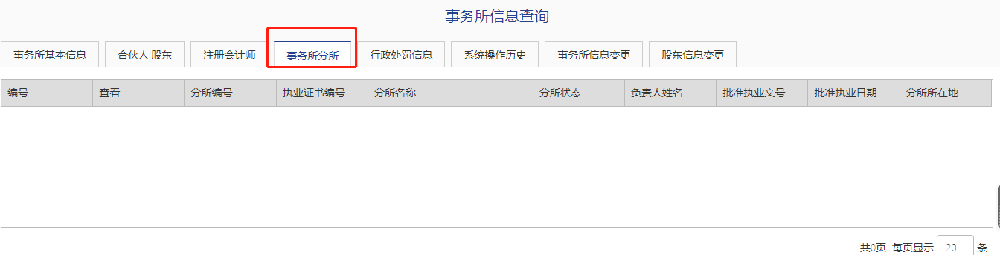 事务所信息查询
事务所基本信息 合伙人|股东 注册会计师 事务所分所 行政处罚信息 系统操作历史 事务所信息变更 股东信息变更
编号 查看 分所编号 执业证书编号 分所名称 分所状态 负责人姓名 批准执业文号 批准执业日期 分所所在地
共0页 每页显示 20 条